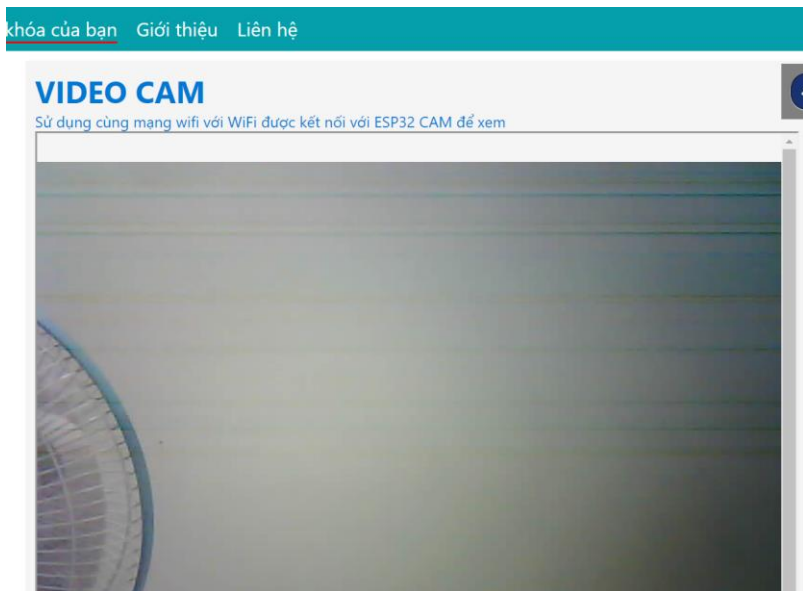 khóa của bạn Giới thiệu Liên hệ
VIDEO CAM
Sử dụng cùng mạng wifi với WiFi được kết nối với ESP32 CAM để xem